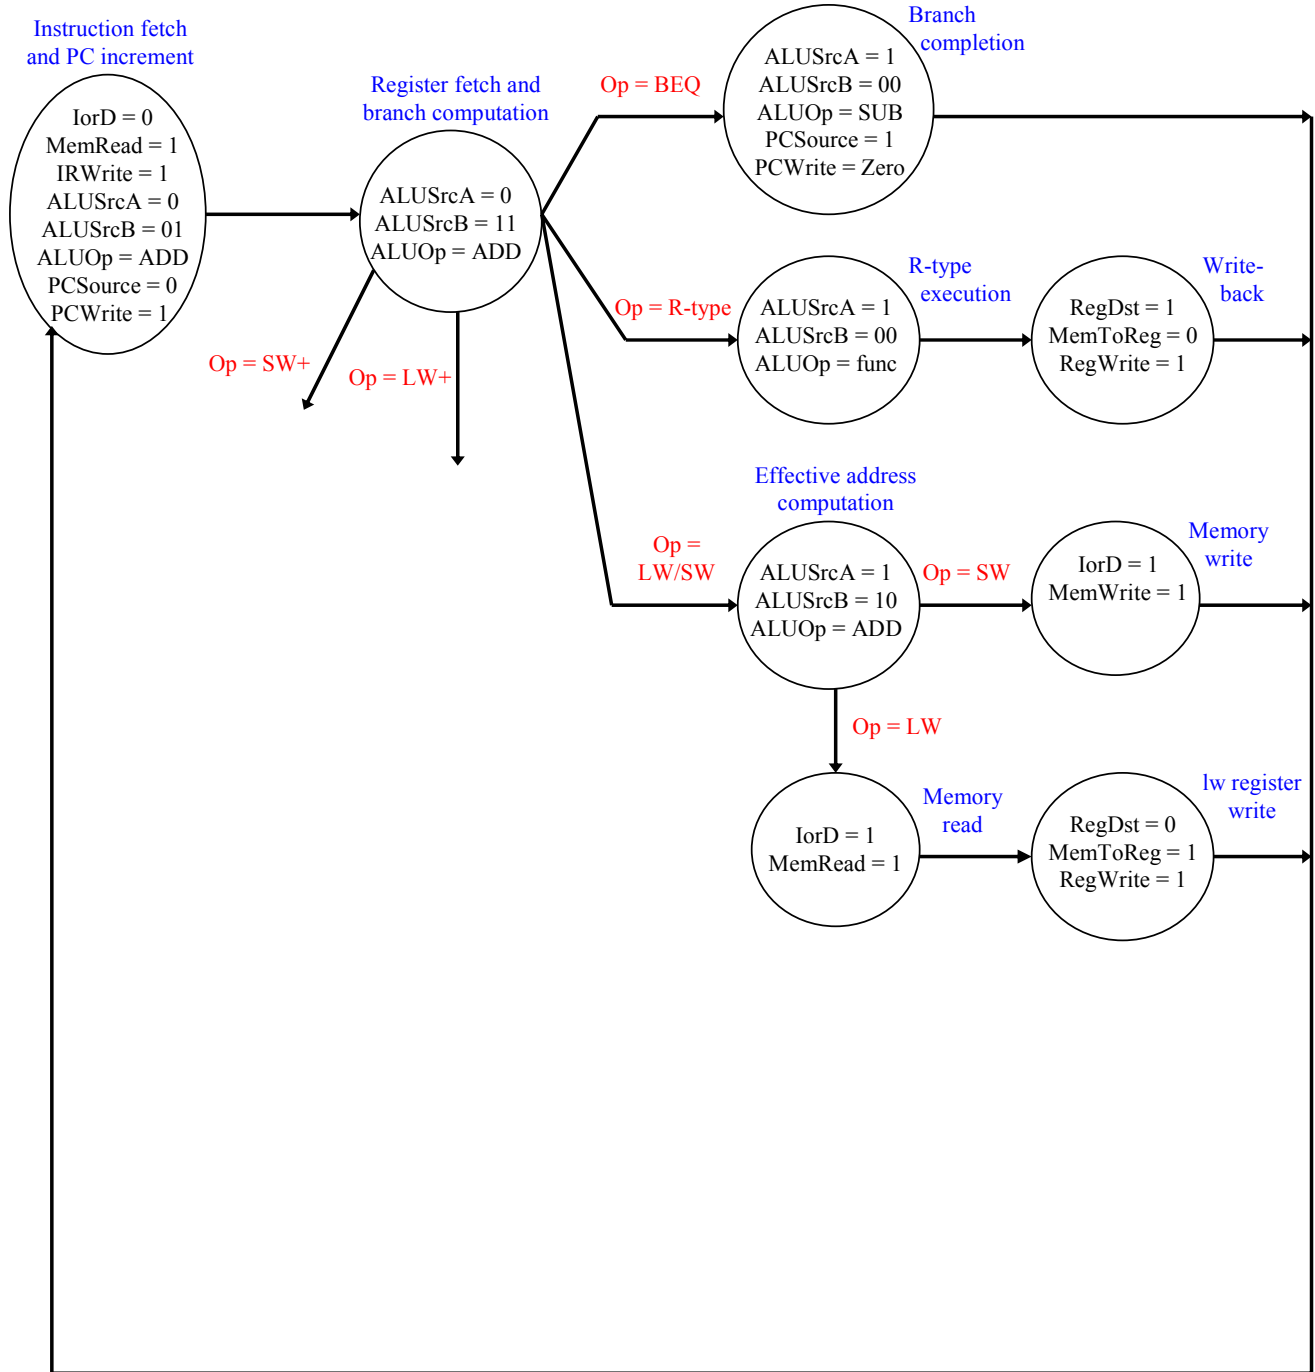 Instruction fetch
and PC increment
IorD = 0
MemRead = 1
IRWrite = 1
ALUSrcA = 0
ALUSrcB = 01
ALUOp = ADD
PCSource = 0
PCWrite = 1
Register fetch and
branch computation
ALUSrcA = 0
ALUSrcB = 11
ALUOp = ADD
Op = SW+
Op = LW+
Op = BEQ
Branch
completion
ALUSrcA = 1
ALUSrcB = 00
ALUOp = SUB
PCSource = 1
PCWrite = Zero
Op = R-type
R-type
execution
ALUSrcA = 1
ALUSrcB = 00
ALUOp = func
Write-
back
RegDst = 1
MemToReg = 0
RegWrite = 1
Effective address
computation
Op =
LW/SW
ALUSrcA = 1
ALUSrcB = 10
ALUOp = ADD
Op = SW
Memory
write
IorD = 1
MemWrite = 1
Op = LW
IorD = 1
MemRead = 1
Memory
read
lw register
write
RegDst = 0
MemToReg = 1
RegWrite = 1